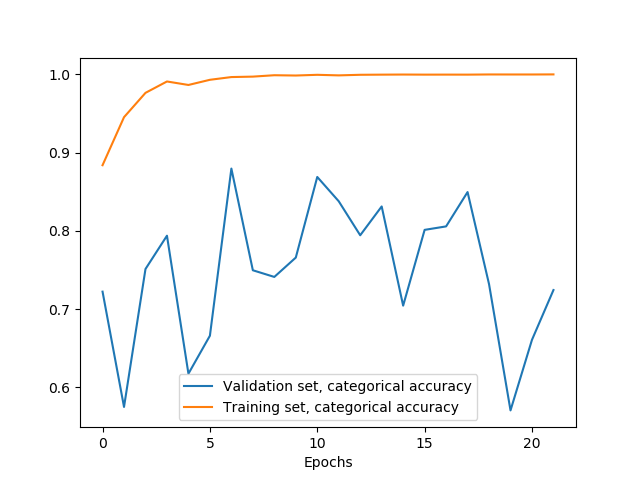 1.0
0.9
0.8
0.7
0.6
Validation set, categorical accuracy
Training set, categorical accuracy
0 5 10 15 20
Epochs